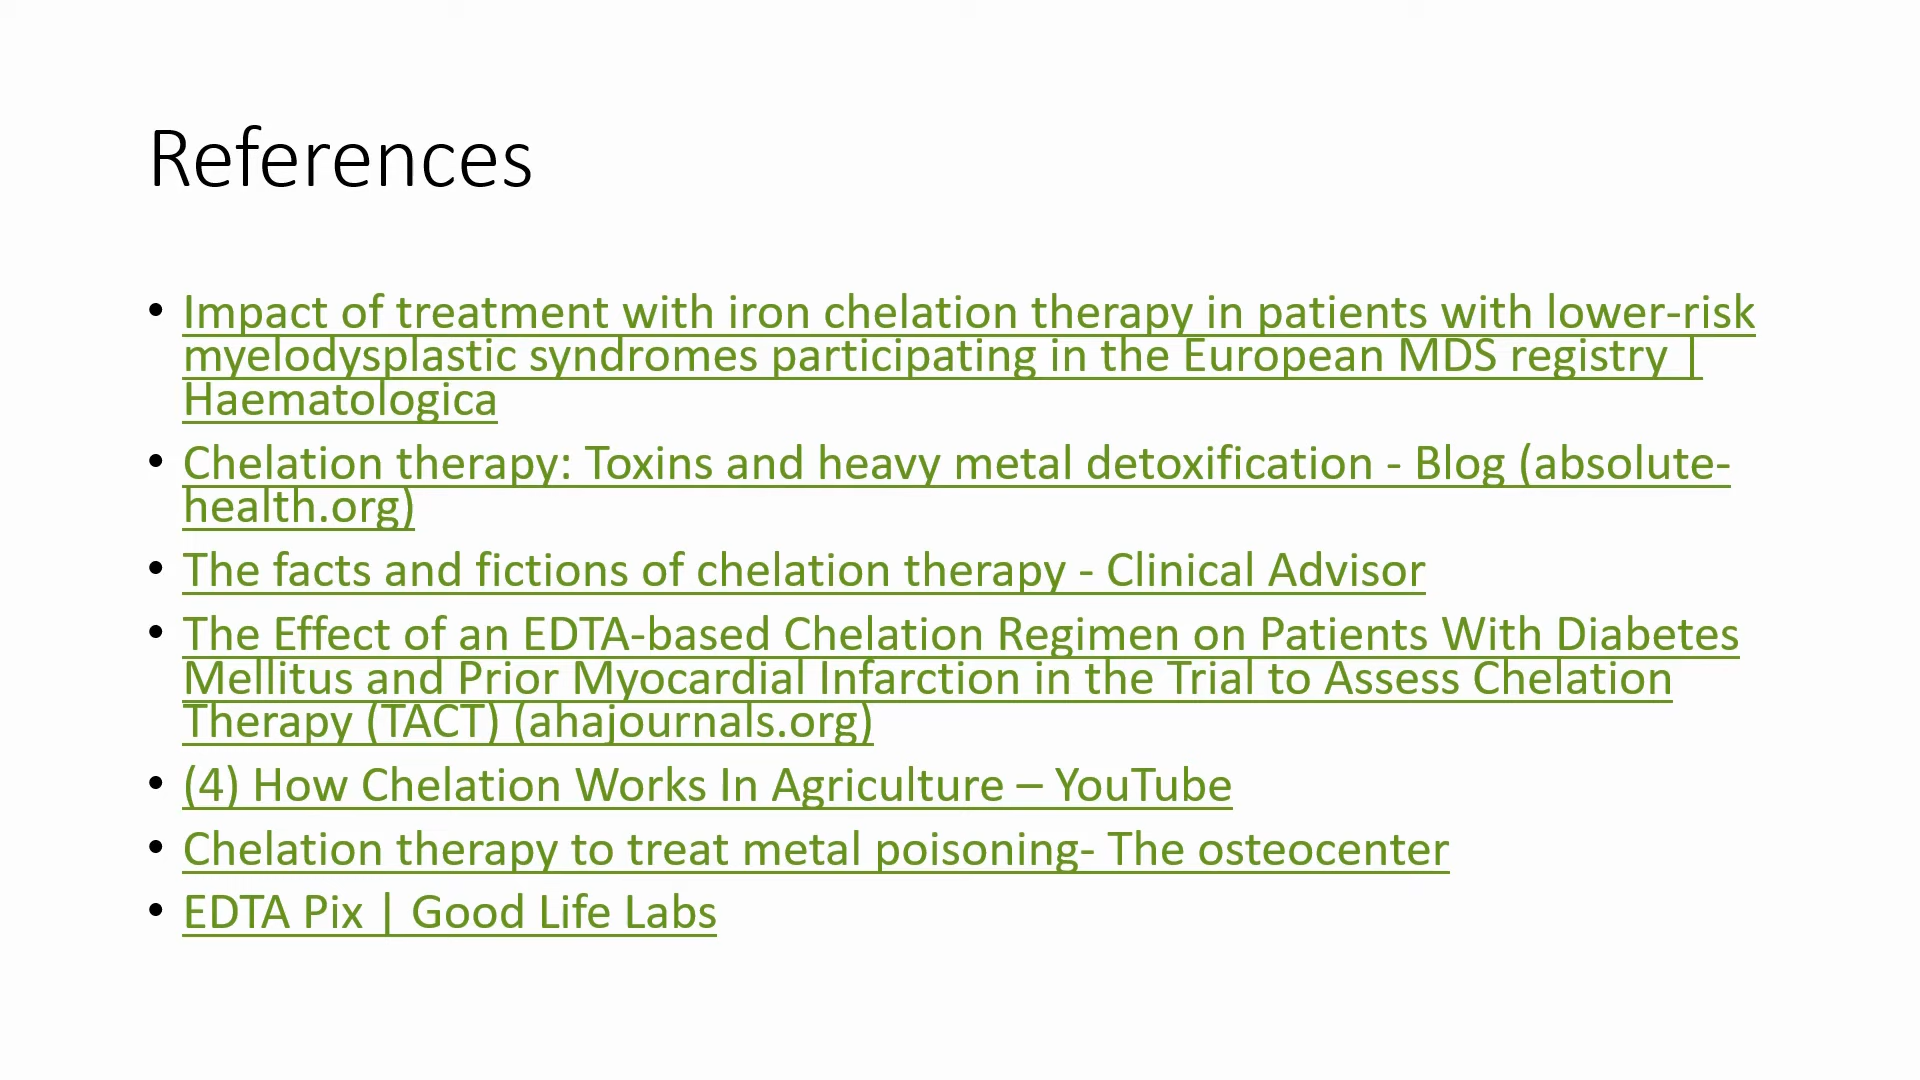 References
• Impact of treatment with iron chelation therapy in patients with lower-risk
myelodysplastic syndromes participating in the European MDS registry |
Haematologica
• Chelation therapy: Toxins and heavy metal detoxification - Blog (absolute-
health.org)
• The facts and fictions of chelation therapy - Clinical Advisor
• The Effect of an EDTA-based Chelation Regimen on Patients With Diabetes
Mellitus and Prior Myocardial Infarction in the Trial to Assess Chelation
Therapy (TACT) (ahajournals.org)
• (4) How Chelation Works In Agriculture – YouTube
• Chelation therapy to treat metal poisoning- The osteocenter
• EDTA Pix | Good Life Labs